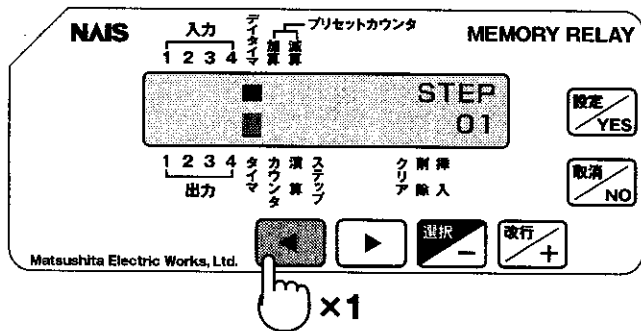 NAIS
入力
1 2 3 4
デイタイマ
加算
減算
プリセットカウンタ
MEMORY RELAY
STEP
01
設定
YES
1 2 3 4
出力
タイマ
カウンタ
演算
ステップ
クリア
削除
挿入
取消
NO
Matsushita Electric Works, Ltd.
選択
−
改行
+
×1